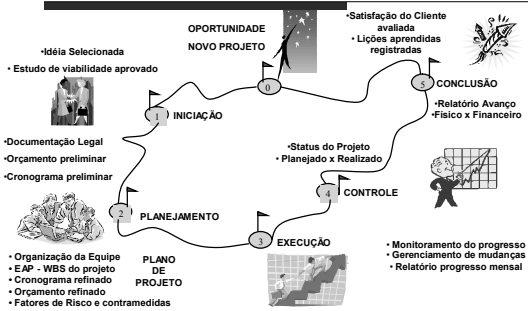 OPORTUNIDADE
NOVO PROJETO
0
•Idéia Selecionada
• Estudo de viabilidade aprovado
1
INICIAÇÃO
•Documentação Legal
•Orçamento preliminar
•Cronograma preliminar
2
PLANEJAMENTO
• Organização da Equipe
• EAP - WBS do projeto
• Cronograma refinado
• Orçamento refinado
• Fatores de Risco e contramedidas
PLANO
DE
PROJETO
3
EXECUÇÃO
•Status do Projeto
• Planejado x Realizado
4
CONTROLE
• Monitoramento do progresso
• Gerenciamento de mudanças
• Relatório progresso mensal
•Satisfação do Cliente
avaliada
• Lições aprendidas
registradas
5
CONCLUSÃO
•Relatório Avanço
•Físico x Financeiro